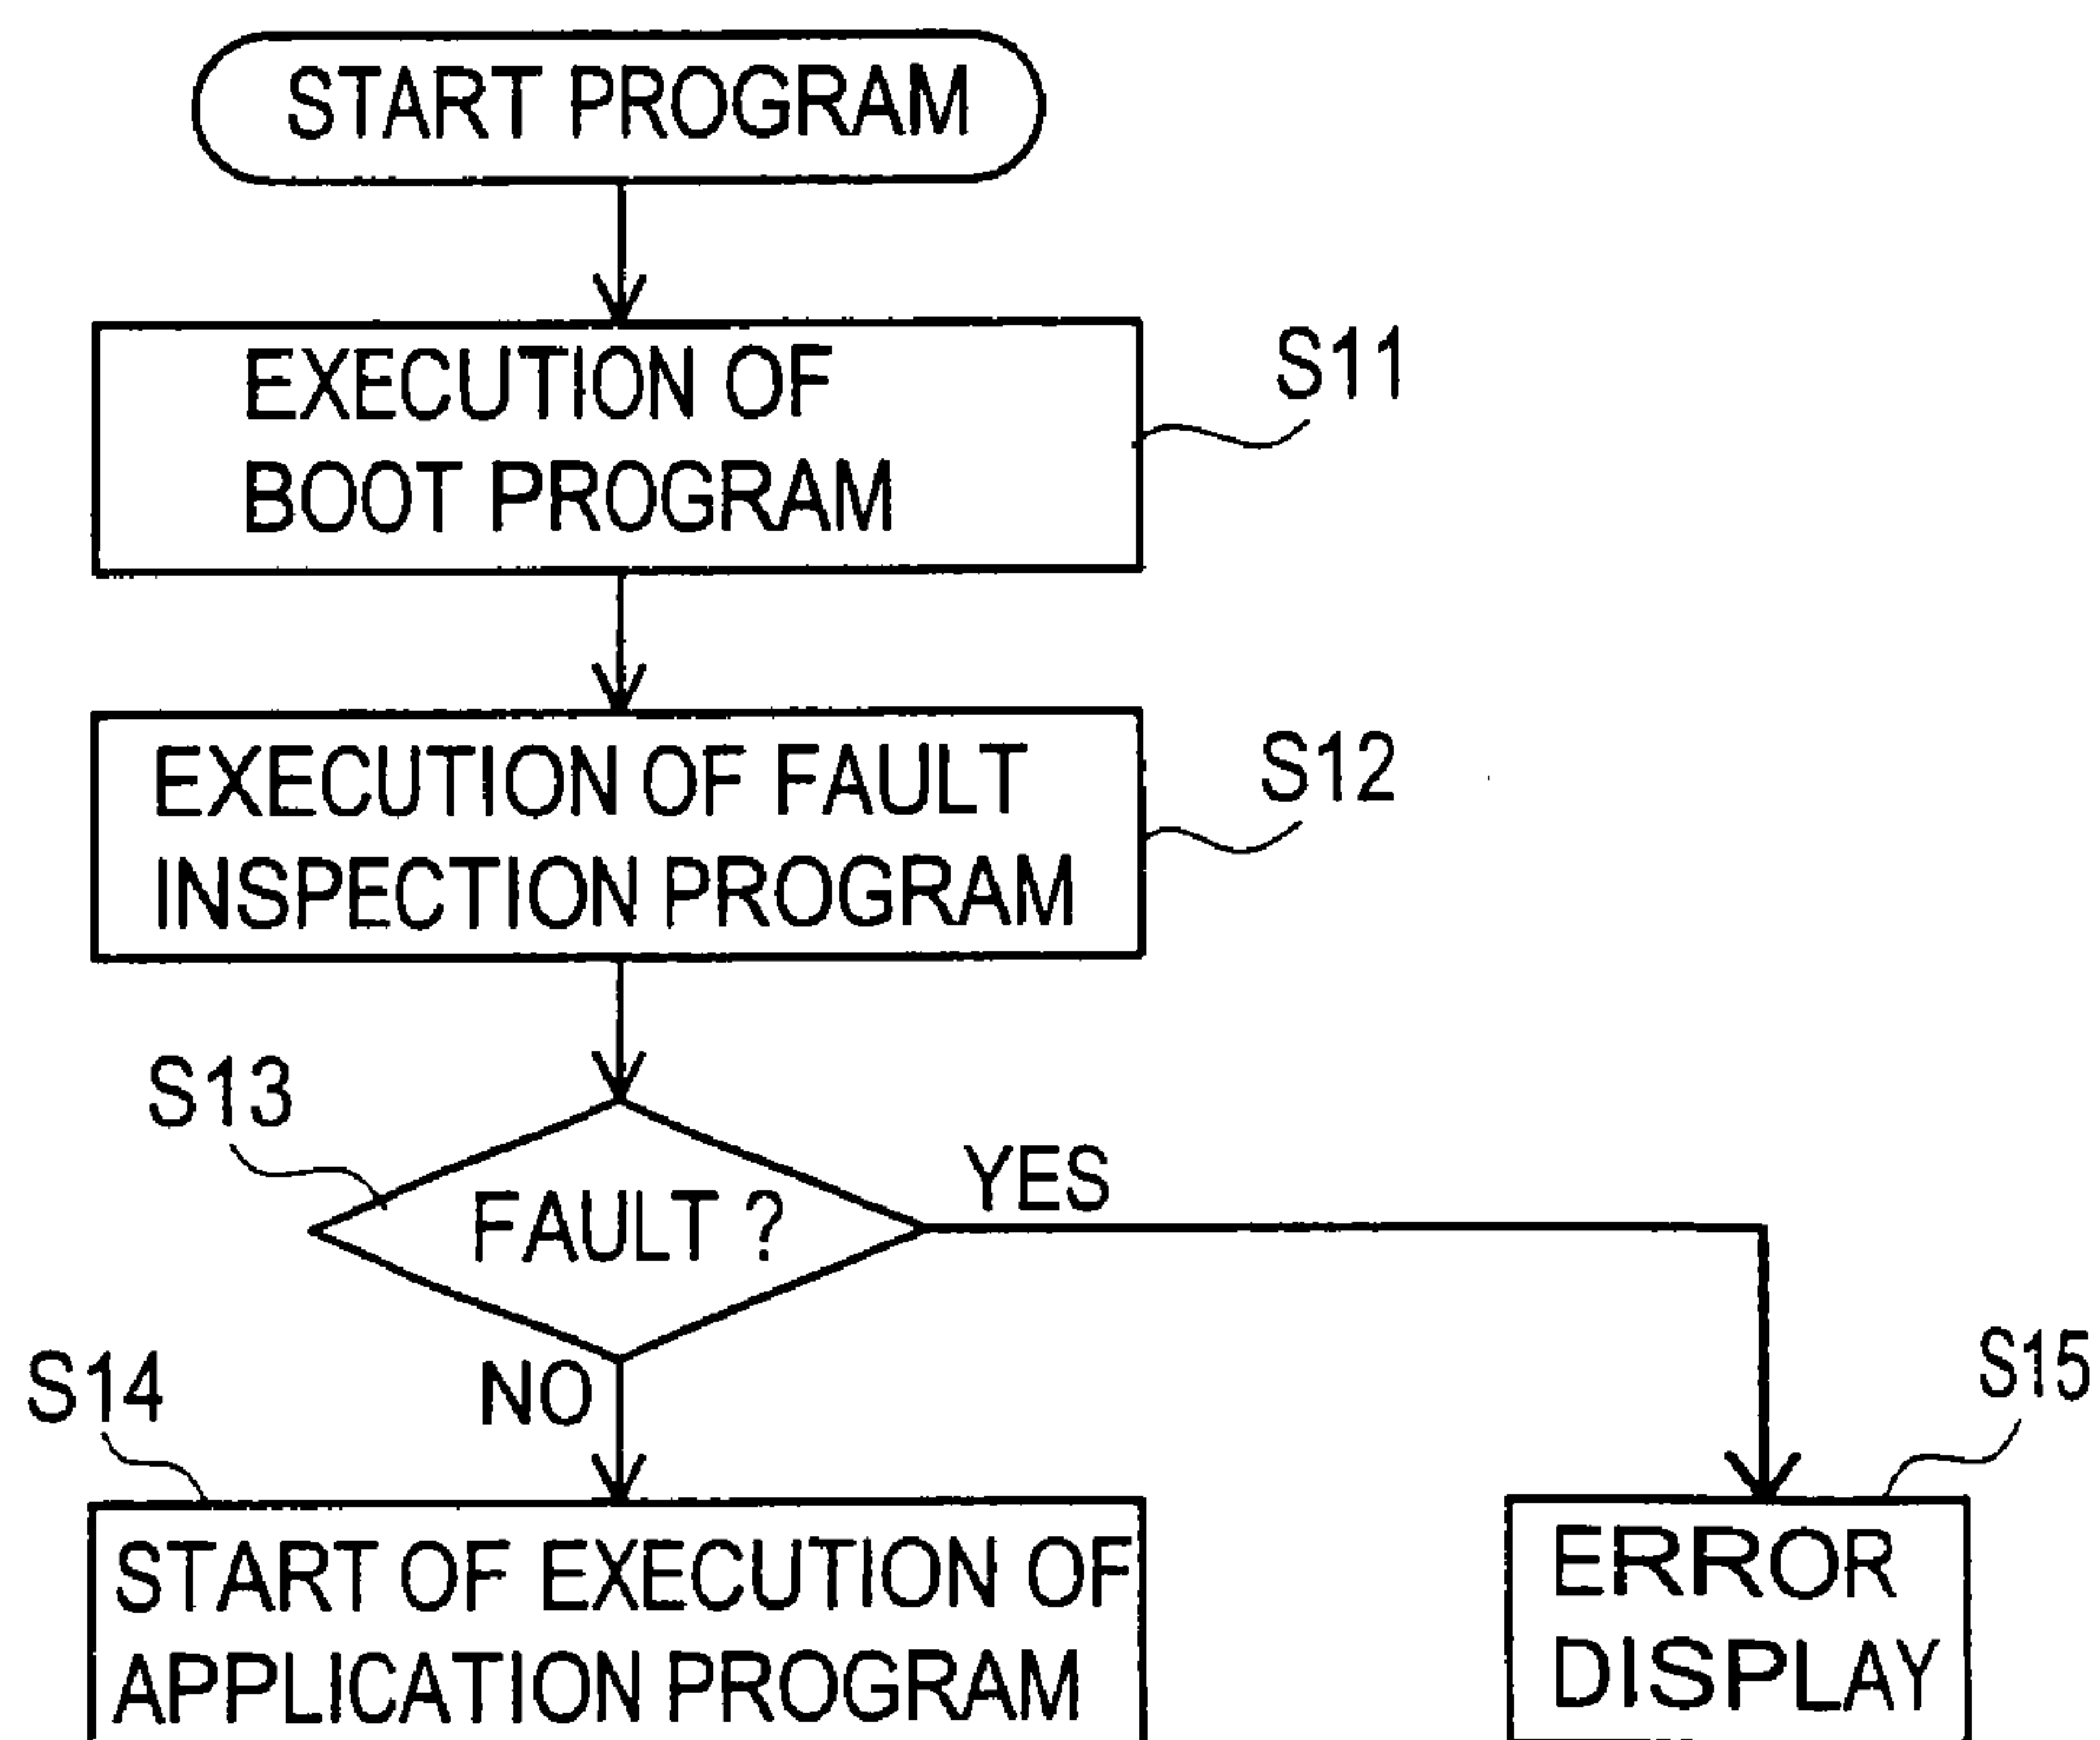 START PROGRAM
EXECUTION OF
BOOT PROGRAM
S11
EXECUTION OF FAULT
INSPECTION PROGRAM
S12
S13
FAULT ?
YES
NO
S14
START OF EXECUTION OF
APPLICATION PROGRAM
S15
ERROR
DISPLAY